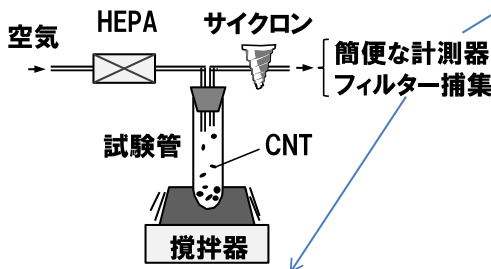 空気
HEPA
サイクロン
簡便な計測器
フィルター捕集
試験管
CNT
撹拌器